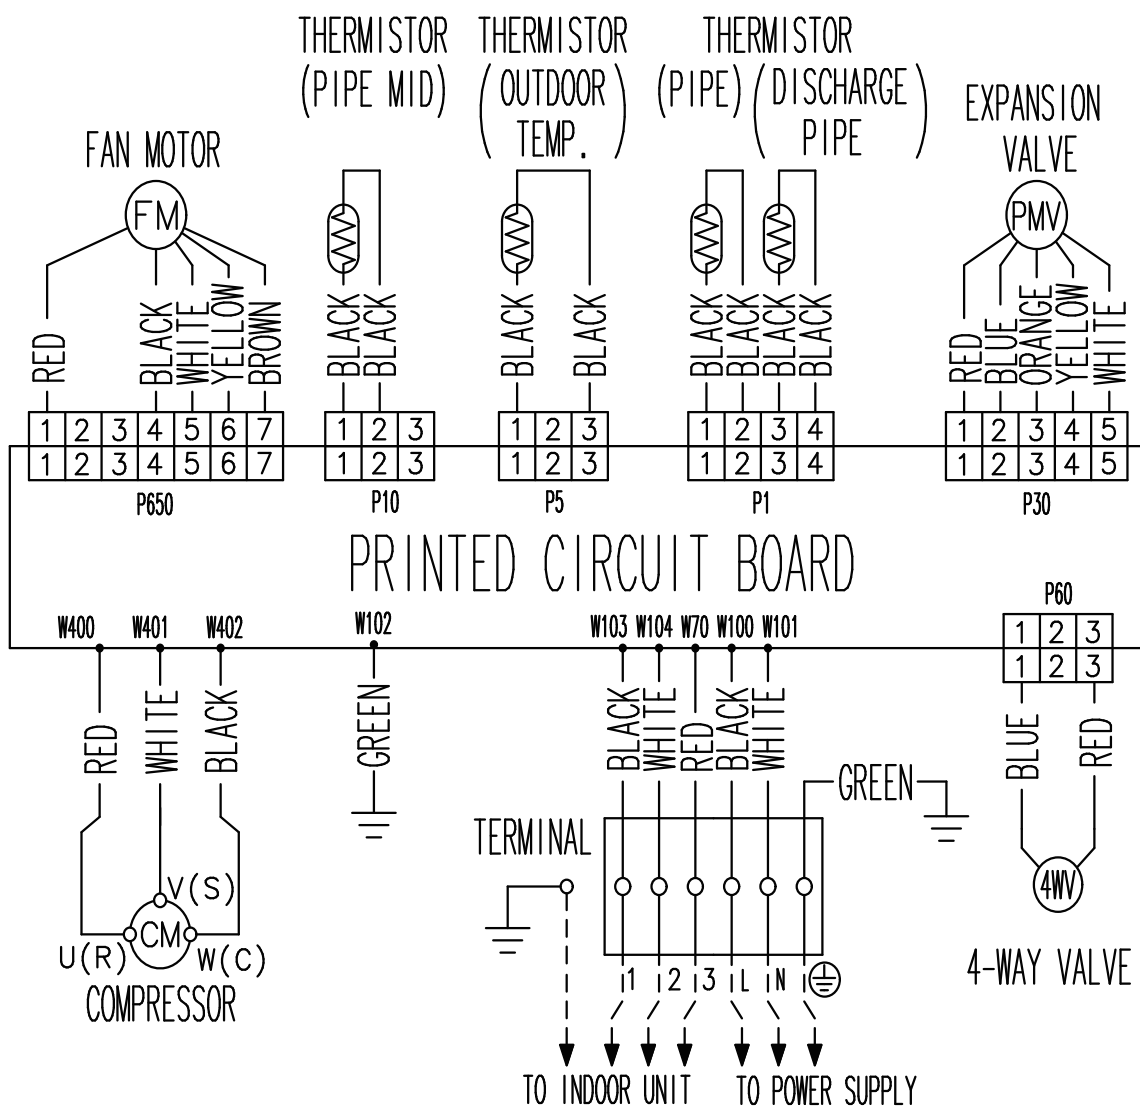 THERMISTOR THERMISTOR THERMISTOR
(PIPE MID) (OUTDOOR TEMP.) (PIPE) (DISCHARGE PIPE)
FAN MOTOR
EXPANSION
VALVE
FM
PMV
RED BLACK WHITE YELLOW BROWN
BLACK BLACK
BLACK BLACK
BLACK BLACK BLACK BLACK
RED BLUE ORANGE YELLOW WHITE
1 2 3 4 5 6 7 1 2 3 1 2 3 1 2 3 4 1 2 3 4 5
1 2 3 4 5 6 7 1 2 3 1 2 3 1 2 3 4 1 2 3 4 5
P650 P10 P5 P1 P30
PRINTED CIRCUIT BOARD
P60
W400 W401 W402 W102 W103 W104 W70 W100 W101
1 2 3
1 2 3
RED WHITE BLACK
GREEN
BLACK WHITE RED BLACK WHITE
BLUE RED
GREEN
TERMINAL
V(S)
CM
4WV
U(R) W(C)
1 2 3 L N
4-WAY VALVE
COMPRESSOR
TO INDOOR UNIT TO POWER SUPPLY